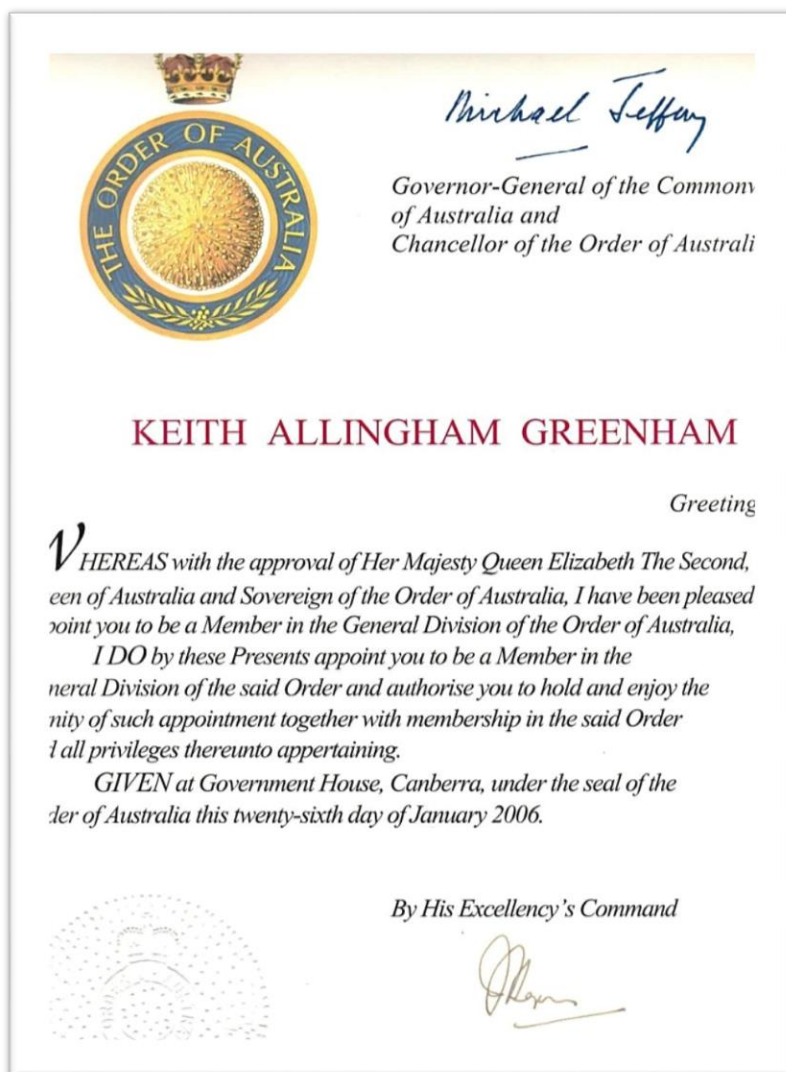 THE ORDER OF AUSTRALIA
Michael Jeffery
Governor-General of the Commonw
of Australia and
Chancellor of the Order of Australi
KEITH ALLINGHAM GREENHAM
Greeting
WHEREAS with the approval of Her Majesty Queen Elizabeth The Second,
een of Australia and Sovereign of the Order of Australia, I have been pleased
point you to be a Member in the General Division of the Order of Australia,
I DO by these Presents appoint you to be a Member in the
neral Division of the said Order and authorise you to hold and enjoy the
nity of such appointment together with membership in the said Order
d all privileges thereunto appertaining.
GIVEN at Government House, Canberra, under the seal of the
der of Australia this twenty-sixth day of January 2006.
By His Excellency's Command